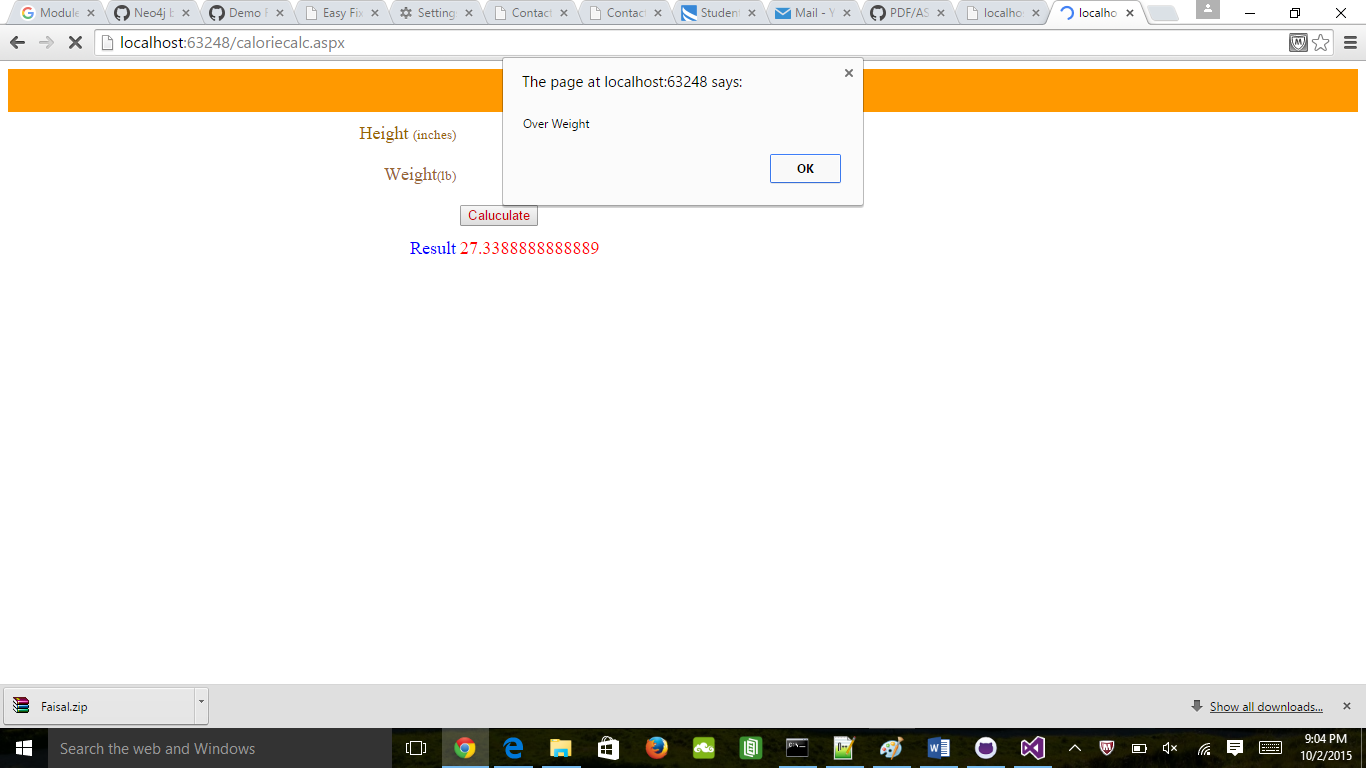 Module
Neo4j b
Demo F
Easy Fix
Setting
Contact
Contac
Student
Mail - Y
PDF/AS
localho
localho
localhost:63248/caloriecalc.aspx
The page at localhost:63248 says:
Over Weight
OK
Height (inches)
Weight(lb)
Caluculate
Result 27.3388888888889
Faisal.zip
Show all downloads...
Search the web and Windows
9:04 PM
10/2/2015